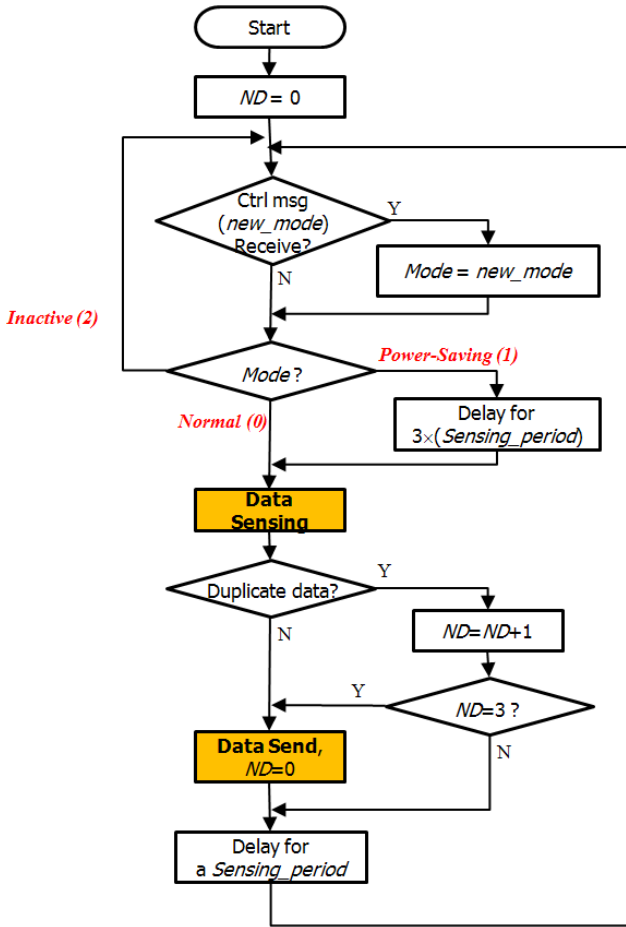 Start
ND = 0
Ctrl msg
(new_mode)
Receive?
Y
N
Mode = new_mode
Inactive (2)
Mode ?
Power-Saving (1)
Normal (0)
Delay for
3×(Sensing_period)
Data
Sensing
Duplicate data?
Y
N
ND=ND+1
Y
ND=3 ?
N
Data Send,
ND=0
Delay for
a Sensing_period